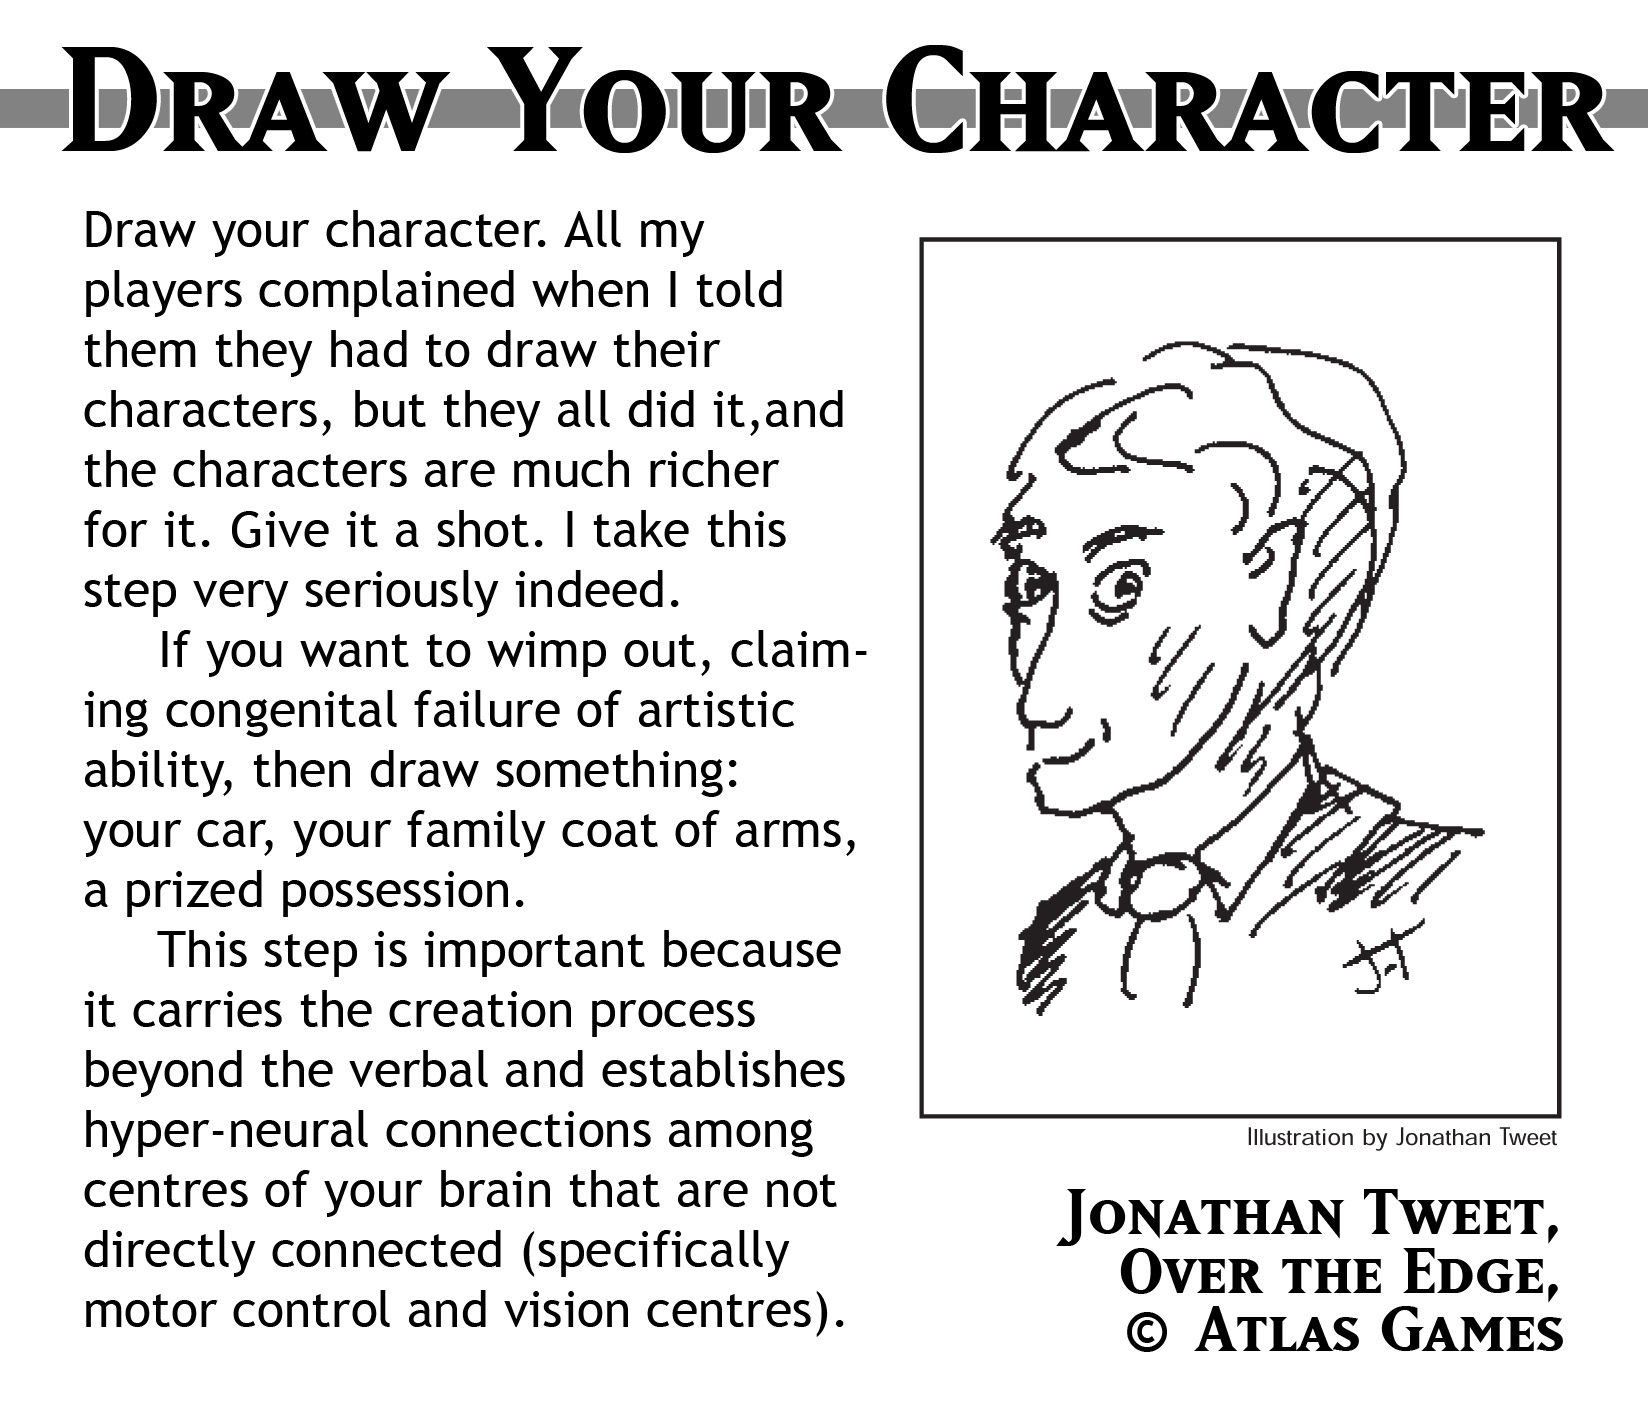 Draw Your Character
Draw your character. All my
players complained when I told
them they had to draw their
characters, but they all did it,and
the characters are much richer
for it. Give it a shot. I take this
step very seriously indeed.
If you want to wimp out, claim-
ing congenital failure of artistic
ability, then draw something:
your car, your family coat of arms,
a prized possession.
This step is important because
it carries the creation process
beyond the verbal and establishes
hyper-neural connections among
centres of your brain that are not
directly connected (specifically
motor control and vision centres).
J.T
Illustration by Jonathan Tweet
Jonathan Tweet,
Over the Edge,
© Atlas Games